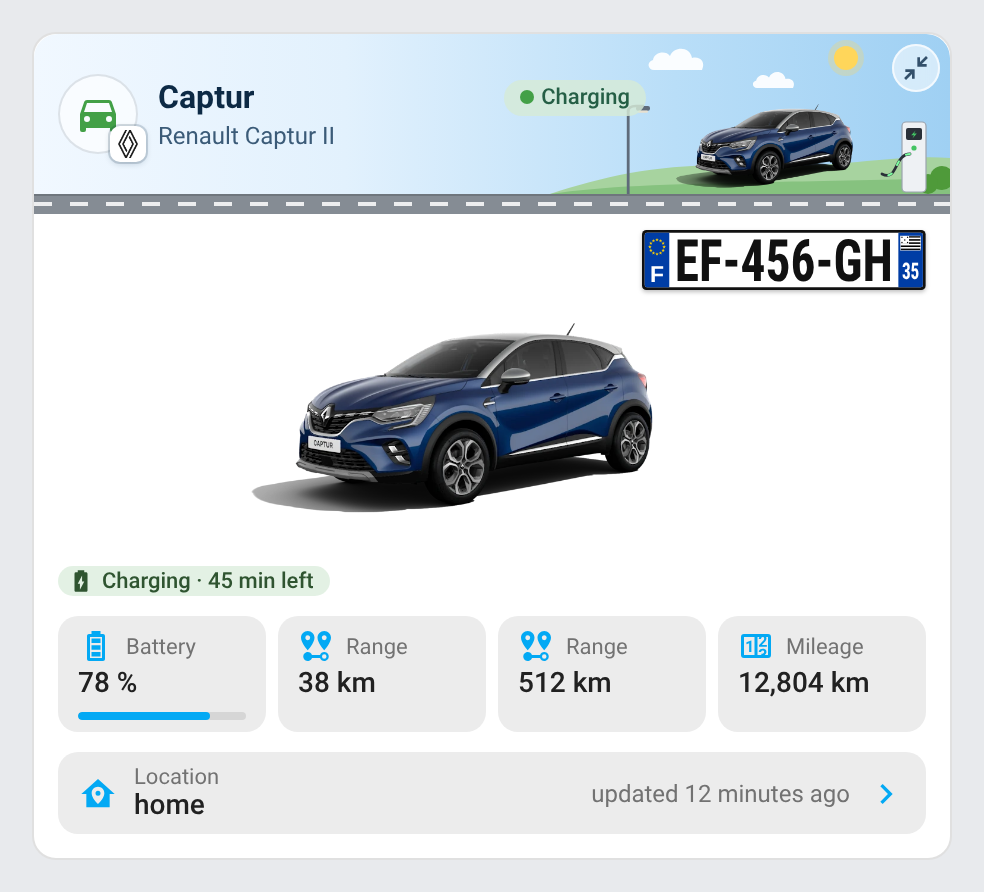 Captur
Renault Captur II
Charging
F
EF-456-GH
35
CAPTUR
Charging · 45 min left
Battery
78 %
Range
38 km
Range
512 km
Mileage
12,804 km
Location
home
updated 12 minutes ago